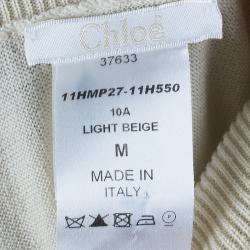 Chloé
37633
11HMP27-11H550
10A
LIGHT BEIGE
M
MADE IN
ITALY